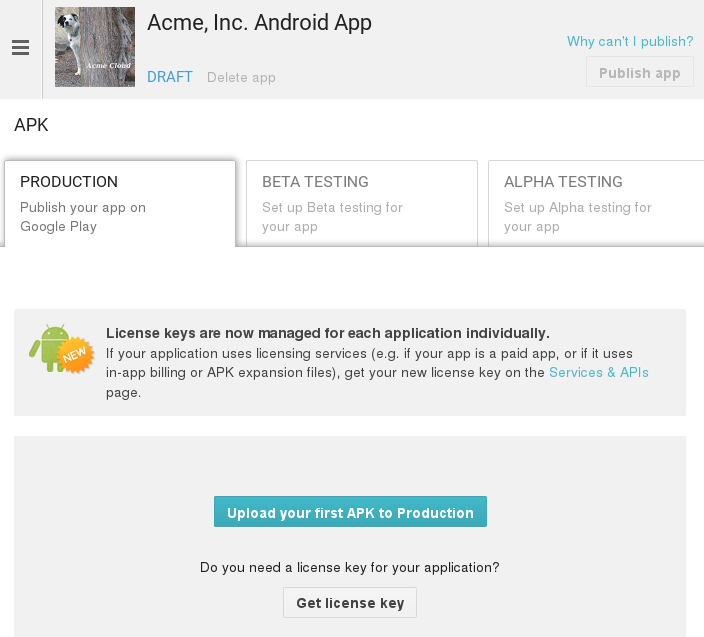 Acme, Inc. Android App
Why can't I publish?
Acme Cloud
DRAFT Delete app
Publish app
APK
PRODUCTION
Publish your app on
Google Play
BETA TESTING
Set up Beta testing for
your app
ALPHA TESTING
Set up Alpha testing for
your app
NEW
License keys are now managed for each application individually.
If your application uses licensing services (e.g. if your app is a paid app, or if it uses
in-app billing or APK expansion files), get your new license key on the Services & APIs
page.
Upload your first APK to Production
Do you need a license key for your application?
Get license key